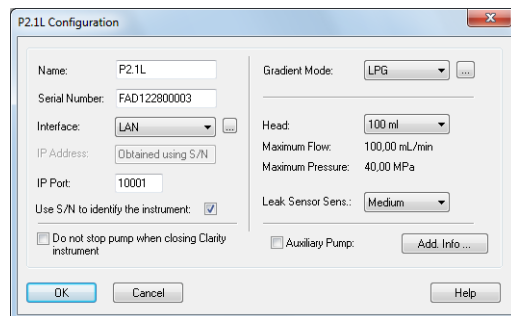 P2.1L Configuration
Name: P2.1L
Serial Number: FAD122800003
Interface: LAN ...
IP Address: Obtained using S/N
IP Port: 10001
Use S/N to identify the instrument:
Do not stop pump when closing Clarity
instrument
Gradient Mode: LPG ...
Head: 100 ml
Maximum Flow: 100,00 mL/min
Maximum Pressure: 40,00 MPa
Leak Sensor Sens.: Medium
Auxiliary Pump: Add. Info ...
OK Cancel Help